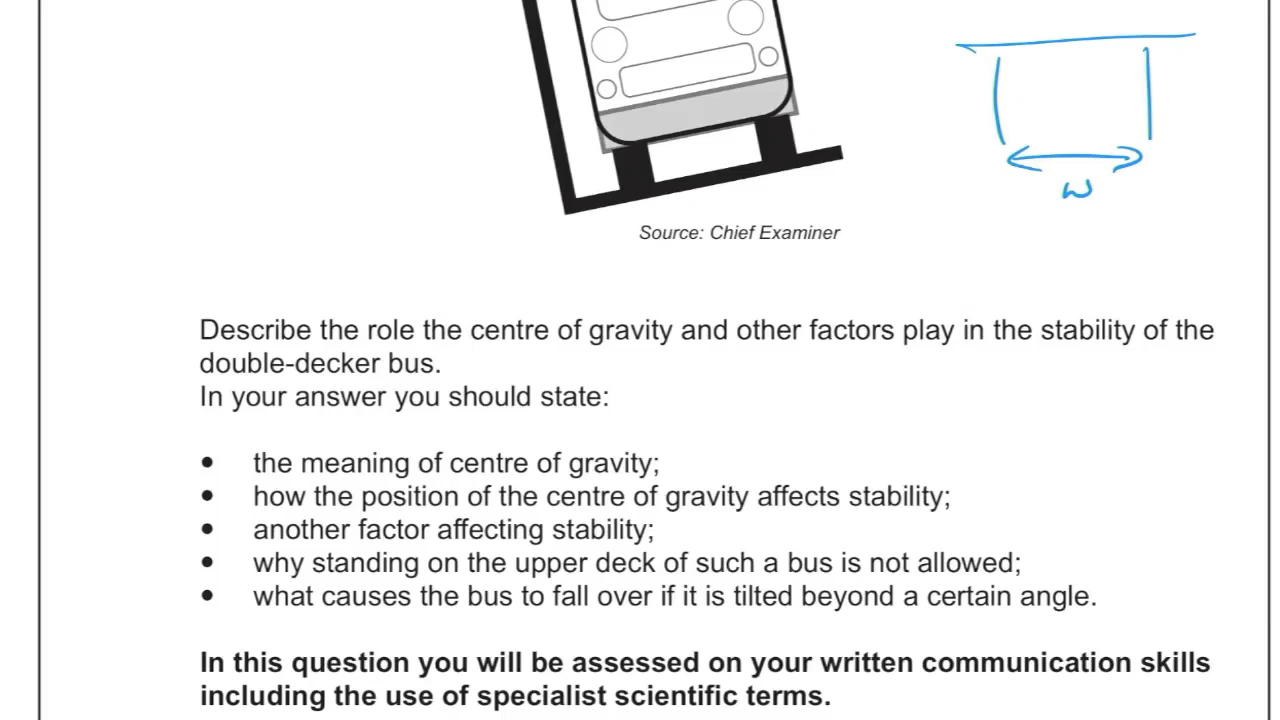 w
Source: Chief Examiner
Describe the role the centre of gravity and other factors play in the stability of the
double-decker bus.
In your answer you should state:
• the meaning of centre of gravity;
• how the position of the centre of gravity affects stability;
• another factor affecting stability;
• why standing on the upper deck of such a bus is not allowed;
• what causes the bus to fall over if it is tilted beyond a certain angle.
In this question you will be assessed on your written communication skills
including the use of specialist scientific terms.